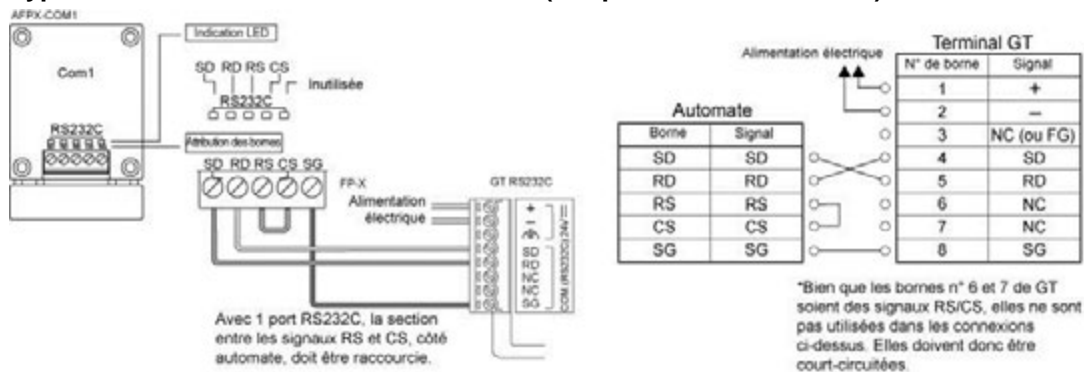 AFPX-COM1
Com1
RS232C
Indication LED
SD RD RS CS
Inutilisée
RS232C
Attribution des bornes
SD RD RS CS SG
FP-X
Alimentation
électrique
GT RS232C
+
−
SD
RD
NC
NC
SG
COM.(RS232C) 24V
Avec 1 port RS232C, la section
entre les signaux RS et CS, côté
automate, doit être raccourcie.
Alimentation électrique
Automate
Borne Signal
SD SD
RD RD
RS RS
CS CS
SG SG
Terminal GT
N° de borne Signal
1 +
2 −
3 NC (ou FG)
4 SD
5 RD
6 NC
7 NC
8 SG
*Bien que les bornes n° 6 et 7 de GT
soient des signaux RS/CS, elles ne sont
pas utilisées dans les connexions
ci-dessus. Elles doivent donc être
court-circuitées.